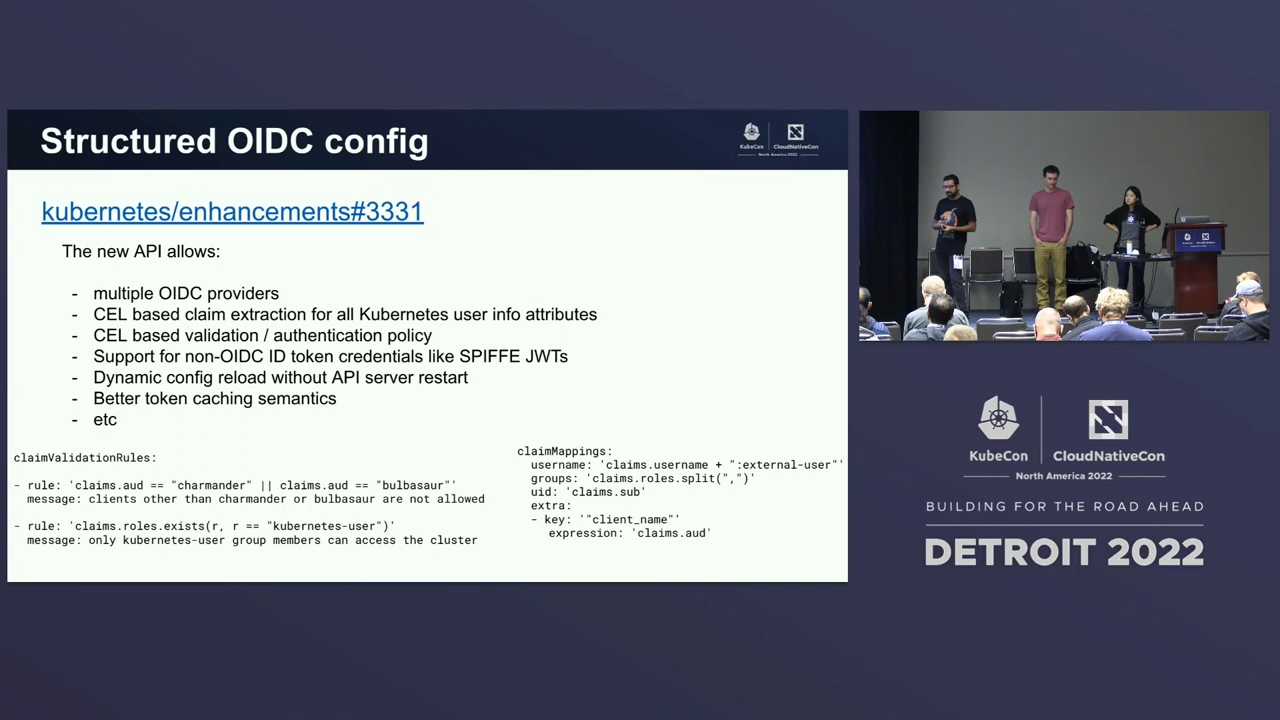 Structured OIDC config
KubeCon
CloudNativeCon
North America 2022
kubernetes/enhancements#3331
The new API allows:
- multiple OIDC providers
- CEL based claim extraction for all Kubernetes user info attributes
- CEL based validation / authentication policy
- Support for non-OIDC ID token credentials like SPIFFE JWTs
- Dynamic config reload without API server restart
- Better token caching semantics
- etc
claimValidationRules:
- rule: 'claims.aud == "charmander" || claims.aud == "bulbasaur"'
message: clients other than charmander or bulbasaur are not allowed
- rule: 'claims.roles.exists(r, r == "kubernetes-user")'
message: only kubernetes-user group members can access the cluster
claimMappings:
username: 'claims.username + ":external-user"'
groups: 'claims.roles.split(",")'
uid: 'claims.sub'
extra:
- key: '"client_name"'
expression: 'claims.aud'
KubeCon
CloudNativeCon
North America 2022
BUILDING FOR THE ROAD AHEAD
DETROIT 2022